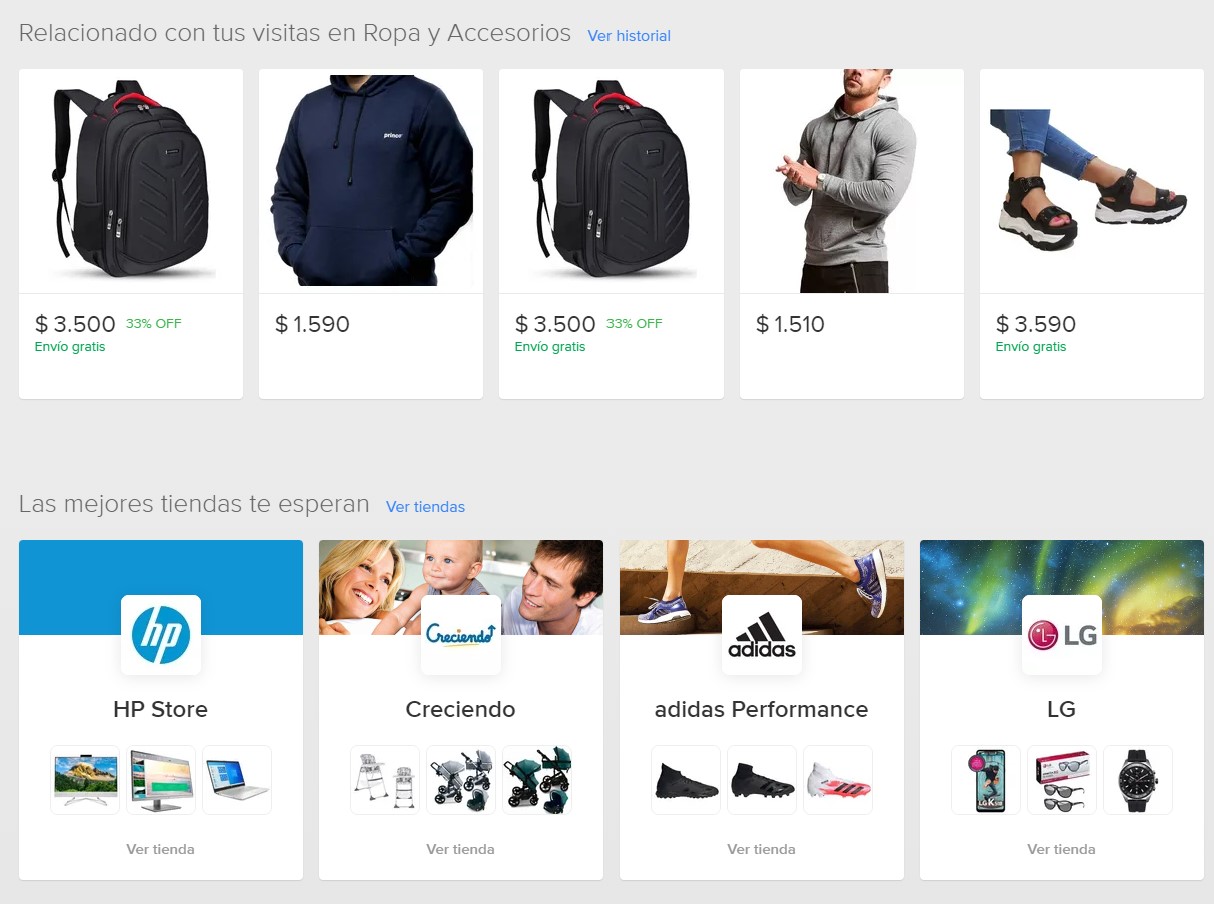 Relacionado con tus visitas en Ropa y Accesorios Ver historial
prince
$ 3.500 33% OFF
Envío gratis
$ 1.590
$ 3.500 33% OFF
Envío gratis
$ 1.510
$ 3.590
Envío gratis
Las mejores tiendas te esperan Ver tiendas
hp
HP Store
Ver tienda
Creciendo
Creciendo
Ver tienda
adidas
adidas Performance
Ver tienda
LG
LG
LG K
Ver tienda